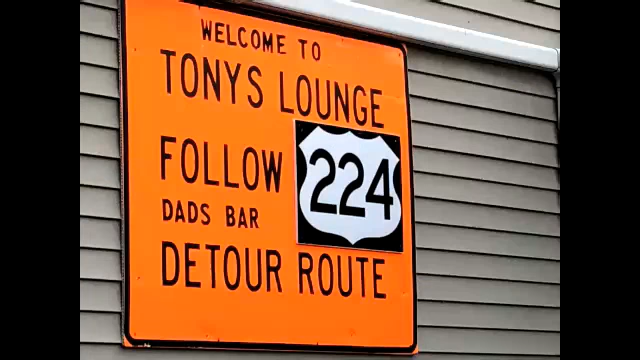 WELCOME TO
TONYS LOUNGE
FOLLOW 224
DADS BAR
DETOUR ROUTE